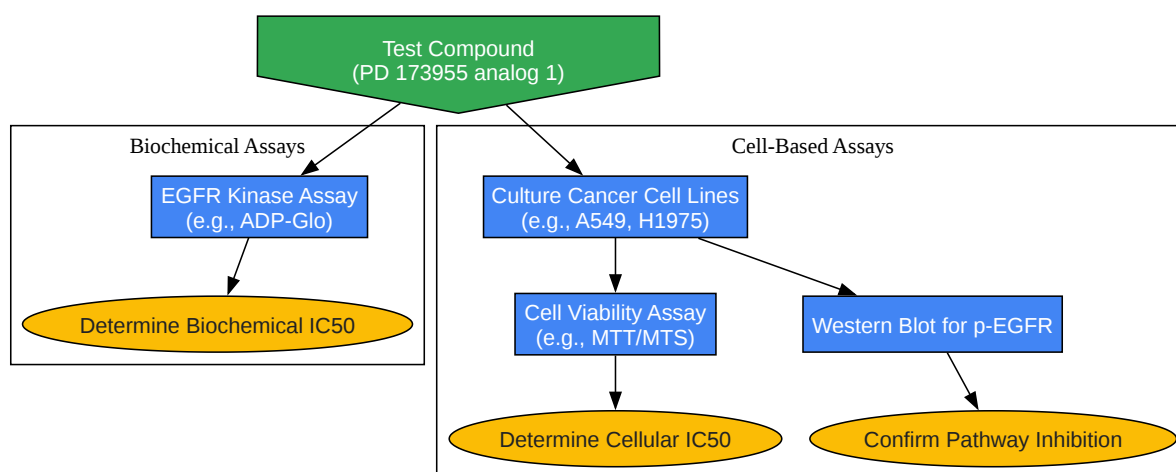 Test Compound
(PD 173955 analog 1)
Biochemical Assays
EGFR Kinase Assay
(e.g., ADP-Glo)
Determine Biochemical IC50
Cell-Based Assays
Culture Cancer Cell Lines
(e.g., A549, H1975)
Cell Viability Assay
(e.g., MTT/MTS)
Western Blot for p-EGFR
Determine Cellular IC50
Confirm Pathway Inhibition